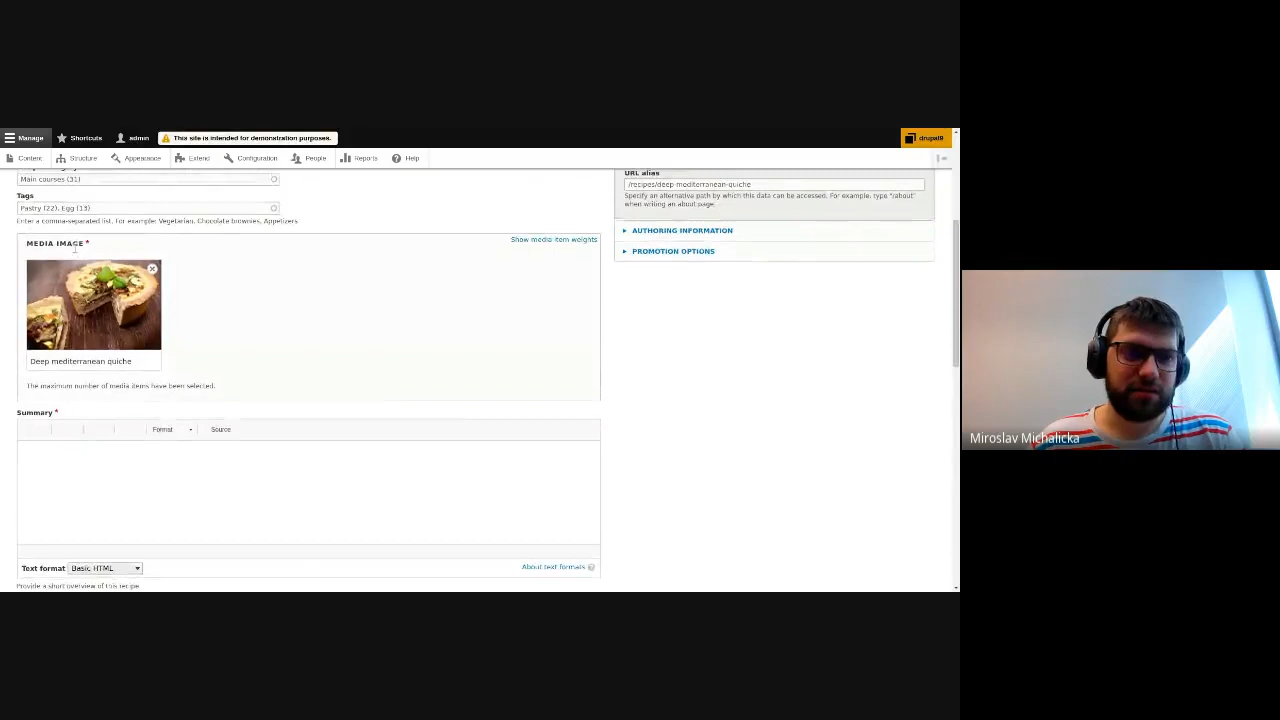 Manage Shortcuts admin This site is intended for demonstration purposes. drupal9
Content Structure Appearance Extend Configuration People Reports Help
Main courses (31)
Tags
Pastry (22), Egg (13)
Enter a comma-separated list. For example: Vegetarian, Chocolate brownies, Appetizers
MEDIA IMAGE *
Show media item weights
Deep mediterranean quiche
The maximum number of media items have been selected.
Summary *
Format Source
Text format Basic HTML
About text formats
Provide a short overview of this recipe
URL alias
/recipes/deep-mediterranean-quiche
Specify an alternative path by which this data can be accessed. For example, type "/about"
when writing an about page.
AUTHORING INFORMATION
PROMOTION OPTIONS
Miroslav Michalicka